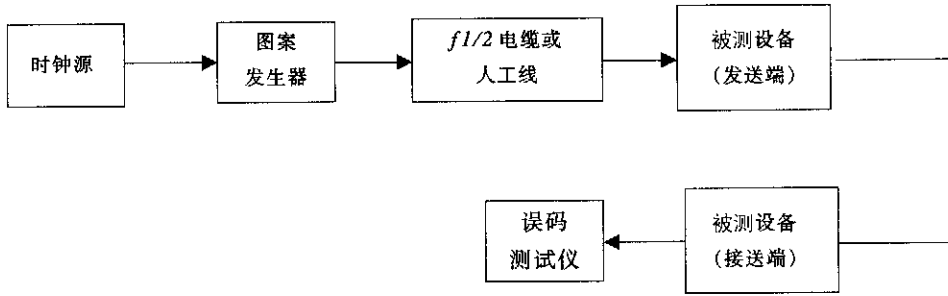 时钟源
图案
发生器
f1/2 电缆或
人工线
被测设备
(发送端)
误码
测试仪
被测设备
(接送端)